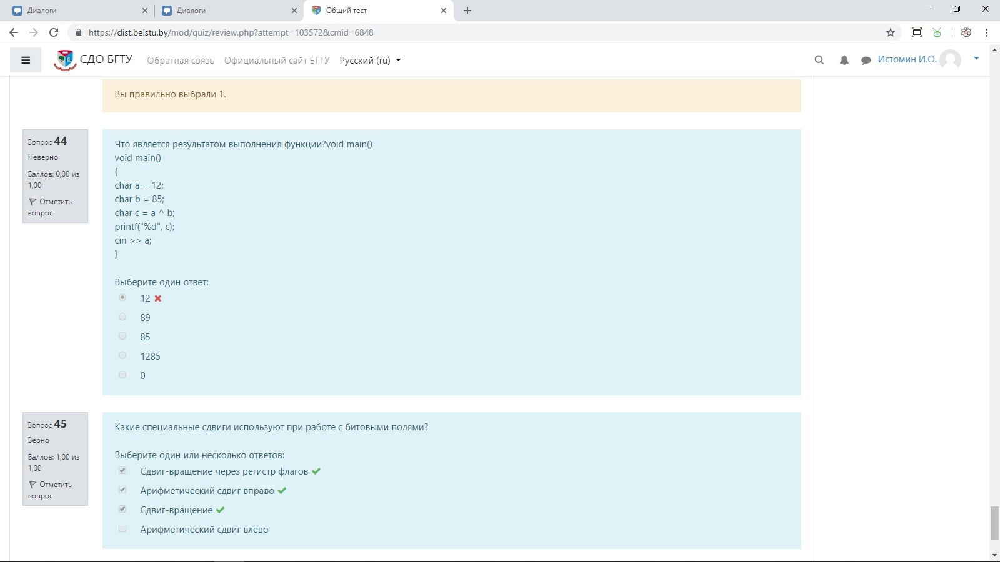 Диалоги
Диалоги
Общий тест
https://dist.belstu.by/mod/quiz/review.php?attempt=103572&cmid=6848
СДО БГТУ
Обратная связь
Официальный сайт БГТУ
Русский (ru)
Истомин И.О.
Вы правильно выбрали 1.
Вопрос 44
Неверно
Баллов: 0,00 из
1,00
Отметить
вопрос
Что является результатом выполнения функции?void main()
void main()
{
char a = 12;
char b = 85;
char c = a ^ b;
printf("%d", c);
cin >> a;
}
Выберите один ответ:
12
89
85
1285
0
Вопрос 45
Верно
Баллов: 1,00 из
1,00
Отметить
вопрос
Какие специальные сдвиги используют при работе с битовыми полями?
Выберите один или несколько ответов:
Сдвиг-вращение через регистр флагов
Арифметический сдвиг вправо
Сдвиг-вращение
Арифметический сдвиг влево